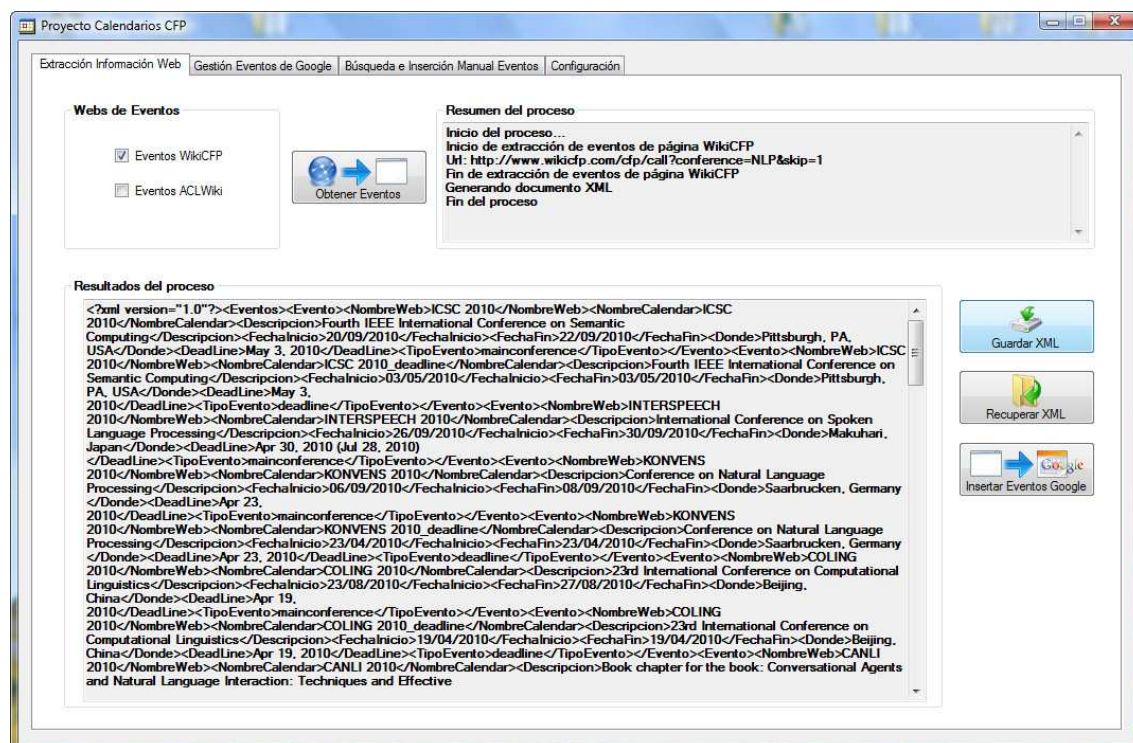 Proyecto Calendarios CFP
Extracción Información Web
Gestión Eventos de Google
Búsqueda e Inserción Manual Eventos
Configuración
Webs de Eventos
Eventos WikiCFP
Eventos ACLWiki
Obtener Eventos
Resumen del proceso
Inicio del proceso...
Inicio de extracción de eventos de página WikiCFP
Url: http://www.wikicfp.com/cfp/call?conference=NLP&skip=1
Fin de extracción de eventos de página WikiCFP
Generando documento XML
Fin del proceso
Resultados del proceso
<?xml version="1.0"?><Eventos><Evento><NombreWeb>ICSC 2010</NombreWeb><NombreCalendar>ICSC
2010</NombreCalendar><Descripcion>Fourth IEEE International Conference on Semantic
Computing</Descripcion><FechaInicio>20/09/2010</FechaInicio><FechaFin>22/09/2010</FechaFin><Donde>Pittsburgh, PA,
USA</Donde><DeadLine>May 3, 2010</DeadLine><TipoEvento>mainconference</TipoEvento></Evento><Evento><NombreWeb>ICSC
2010</NombreWeb><NombreCalendar>ICSC 2010_deadline</NombreCalendar><Descripcion>Fourth IEEE International Conference on
Semantic Computing</Descripcion><FechaInicio>03/05/2010</FechaInicio><FechaFin>03/05/2010</FechaFin><Donde>Pittsburgh,
PA, USA</Donde><DeadLine>May 3,
2010</DeadLine><TipoEvento>deadline</TipoEvento></Evento><Evento><NombreWeb>INTERSPEECH
2010</NombreWeb><NombreCalendar>INTERSPEECH 2010</NombreCalendar><Descripcion>International Conference on Spoken
Language Processing</Descripcion><FechaInicio>26/09/2010</FechaInicio><FechaFin>30/09/2010</FechaFin><Donde>Makuhari,
Japan</Donde><DeadLine>Apr 30, 2010 (Jul 28, 2010)
</DeadLine><TipoEvento>mainconference</TipoEvento></Evento><Evento><NombreWeb>KONVENS
2010</NombreWeb><NombreCalendar>KONVENS 2010</NombreCalendar><Descripcion>Conference on Natural Language
Processing</Descripcion><FechaInicio>06/09/2010</FechaInicio><FechaFin>08/09/2010</FechaFin><Donde>Saarbrucken, Germany
</Donde><DeadLine>Apr 23,
2010</DeadLine><TipoEvento>mainconference</TipoEvento></Evento><Evento><NombreWeb>KONVENS
2010</NombreWeb><NombreCalendar>KONVENS 2010_deadline</NombreCalendar><Descripcion>Conference on Natural Language
Processing</Descripcion><FechaInicio>23/04/2010</FechaInicio><FechaFin>23/04/2010</FechaFin><Donde>Saarbrucken, Germany
</Donde><DeadLine>Apr 23, 2010</DeadLine><TipoEvento>deadline</TipoEvento></Evento><Evento><NombreWeb>COLING
2010</NombreWeb><NombreCalendar>COLING 2010</NombreCalendar><Descripcion>23rd International Conference on Computational
Linguistics</Descripcion><FechaInicio>23/08/2010</FechaInicio><FechaFin>27/08/2010</FechaFin><Donde>Beijing,
China</Donde><DeadLine>Apr 19,
2010</DeadLine><TipoEvento>mainconference</TipoEvento></Evento><Evento><NombreWeb>COLING
2010</NombreWeb><NombreCalendar>COLING 2010_deadline</NombreCalendar><Descripcion>23rd International Conference on
Computational Linguistics</Descripcion><FechaInicio>19/04/2010</FechaInicio><FechaFin>19/04/2010</FechaFin><Donde>Beijing,
China</Donde><DeadLine>Apr 19, 2010</DeadLine><TipoEvento>deadline</TipoEvento></Evento><Evento><NombreWeb>CANLI
2010</NombreWeb><NombreCalendar>CANLI 2010</NombreCalendar><Descripcion>Book chapter for the book: Conversational Agents
and Natural Language Interaction: Techniques and Effective
Guardar XML
Recuperar XML
Google
Insertar Eventos Google